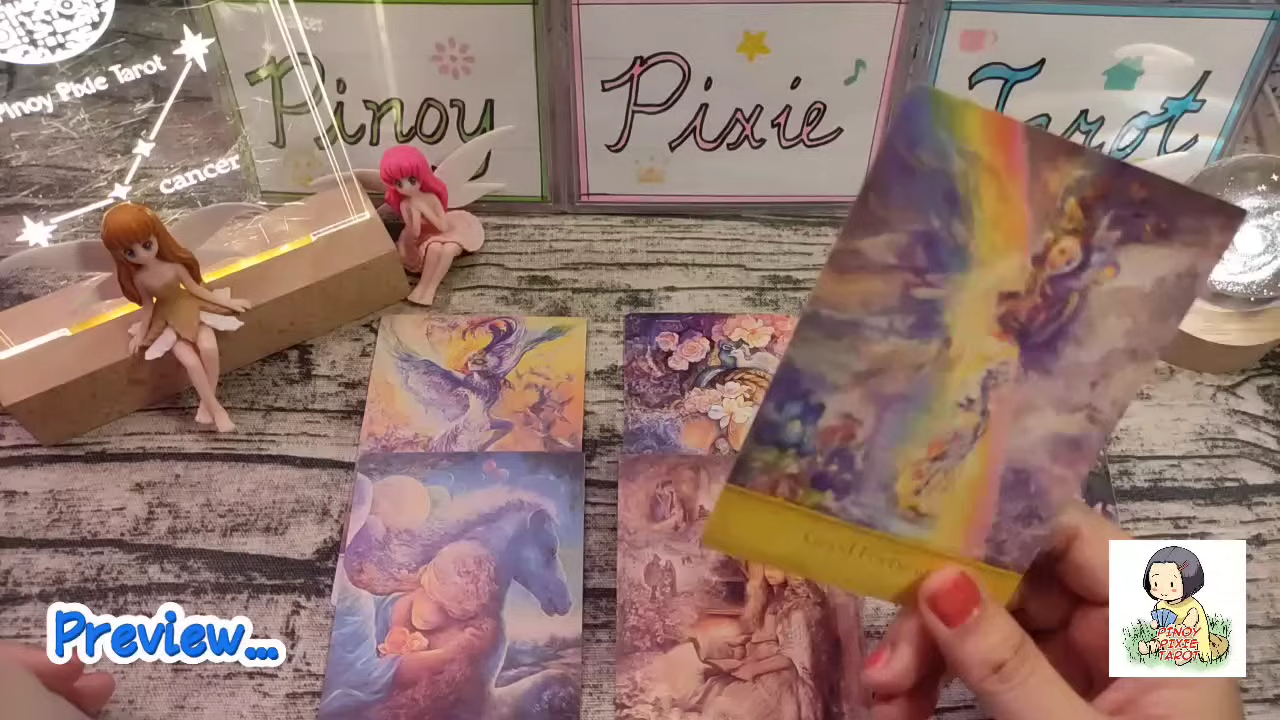 Pinoy Pixie Tarot
cancer
Pinoy
Pixie
Tarot
Preview...
PINOY
PIXIE
TAROT